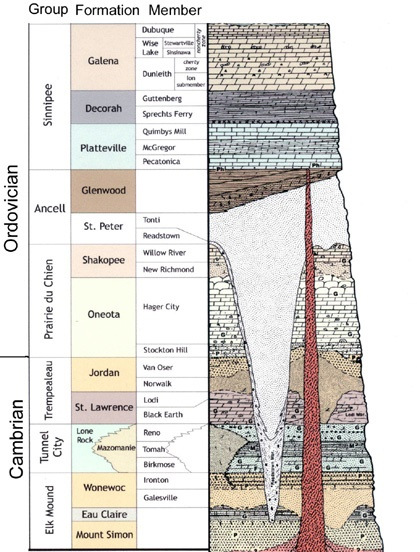 Group Formation Member
Ordovician
Cambrian
Sinnipee
Ancell
Prairie du Chien
Trempealeau
Tunnel
City
Elk Mound
Galena
Decorah
Platteville
Glenwood
St. Peter
Shakopee
Oneota
Jordan
St. Lawrence
Lone
Rock
Mazomanie
Wonewoc
Eau Claire
Mount Simon
Dubuque
Wise
Lake
Stewartville
Sinsinawa
noncherty
zone
Dunleith
cherty
zone
Ion
submember
Guttenberg
Sprechts Ferry
Quimbys Mill
McGregor
Pecatonica
Tonti
Readstown
Willow River
New Richmond
Hager City
Stockton Hill
Van Oser
Norwalk
Lodi
Black Earth
Reno
Tomah
Birkmose
Ironton
Galesville